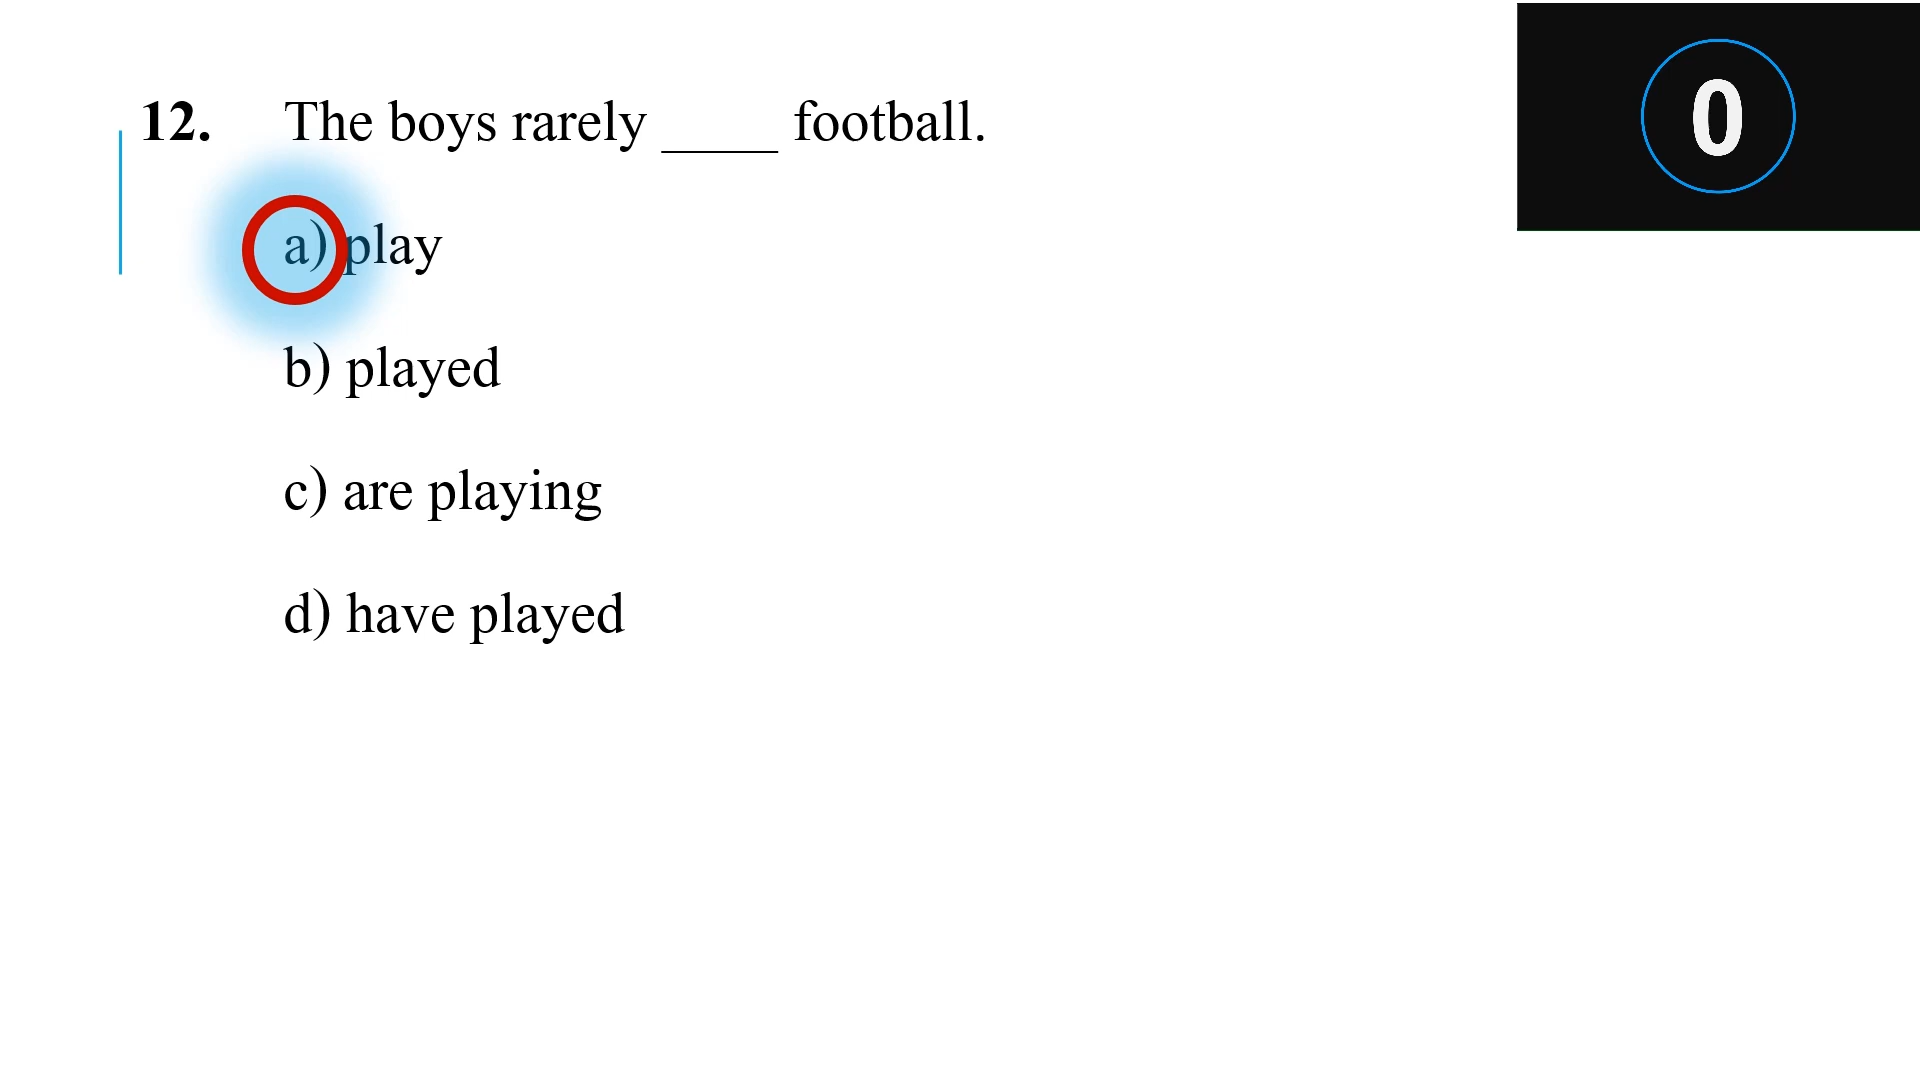 12. The boys rarely ____ football.
a) play
b) played
c) are playing
d) have played
0